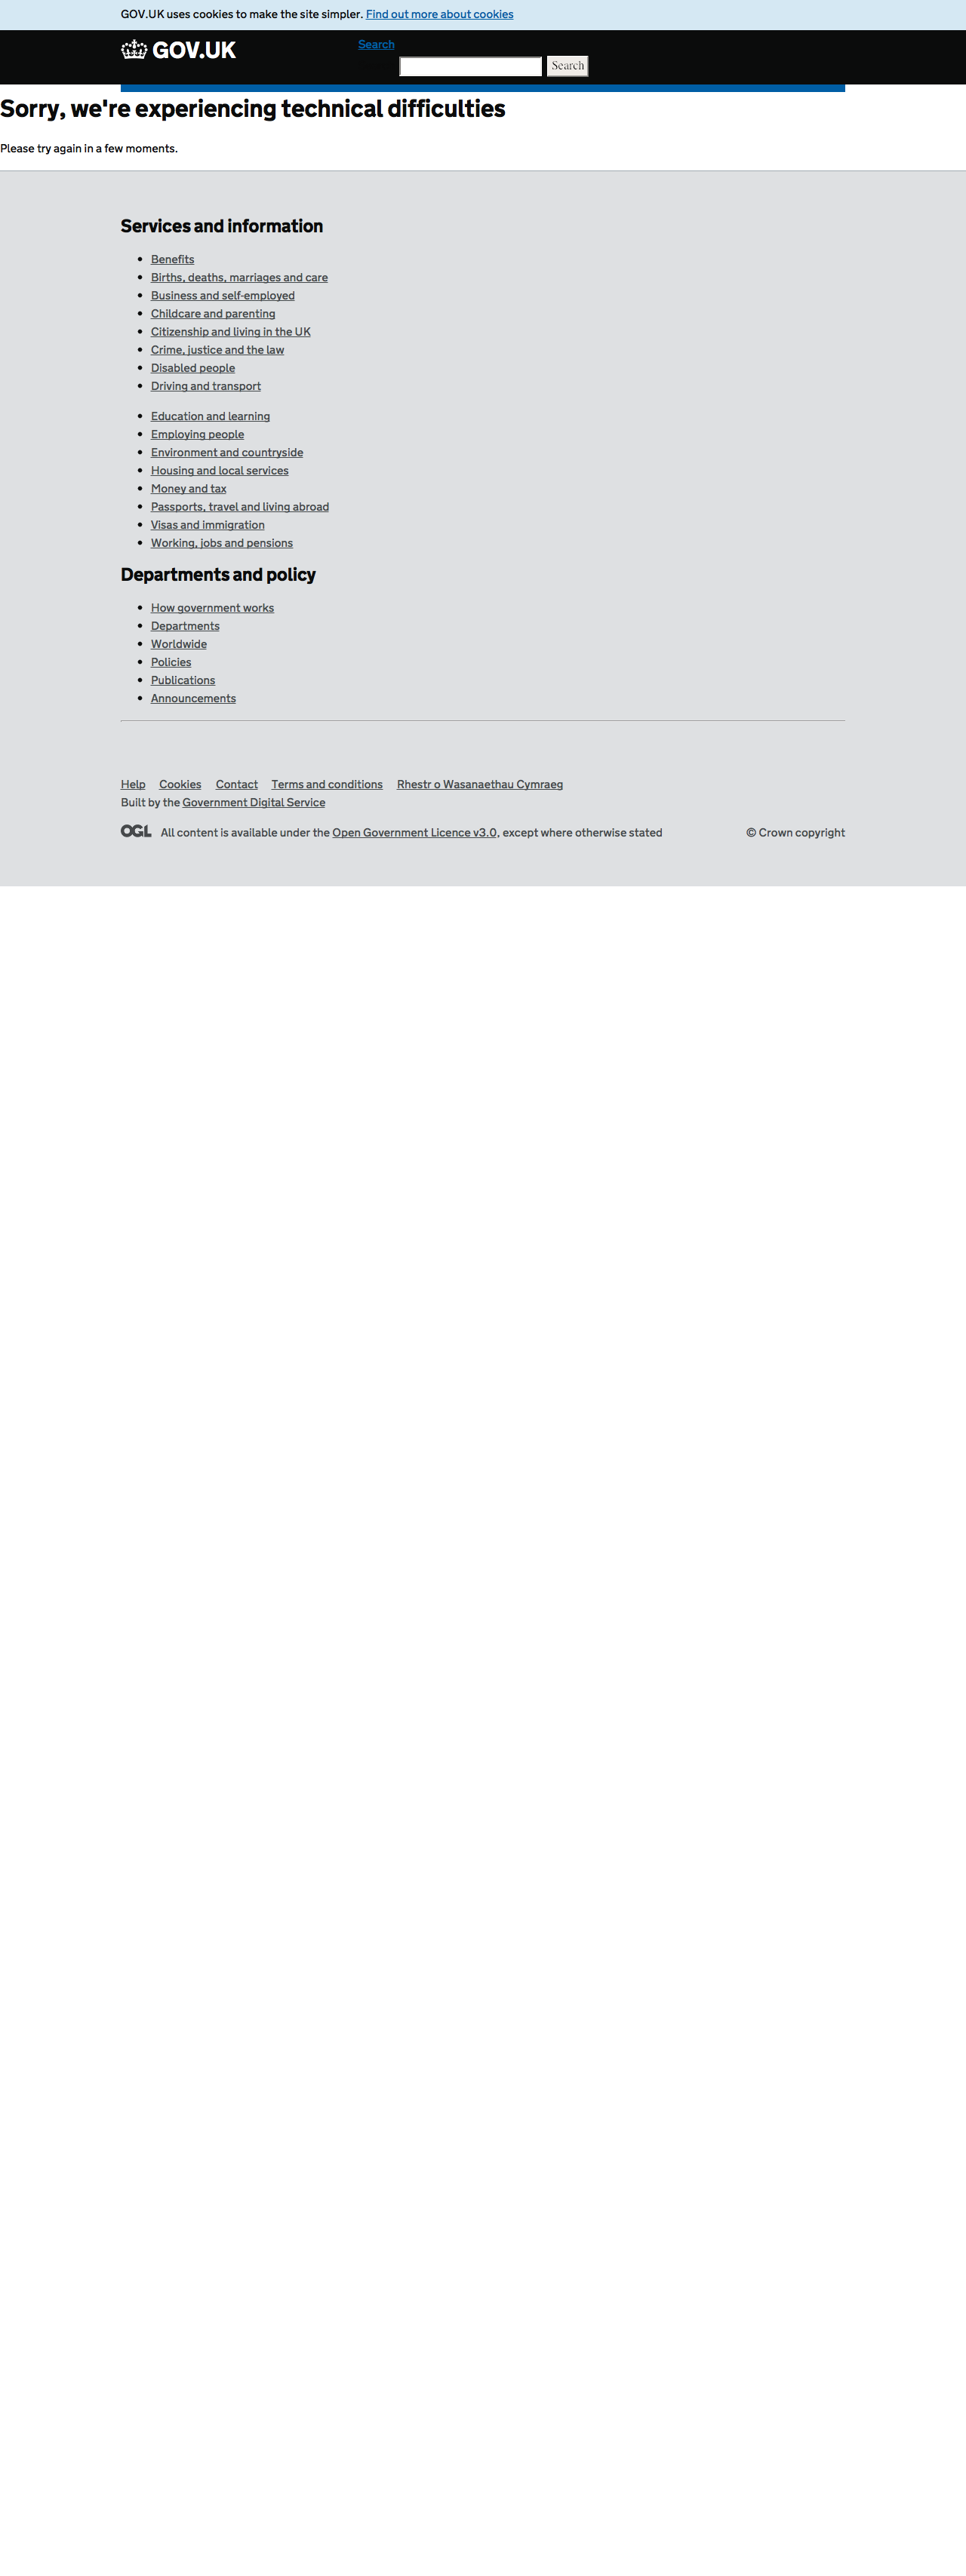 GOV.UK uses cookies to make the site simpler. Find out more about cookies
GOV.UK
Search
Search
Sorry, we're experiencing technical difficulties
Please try again in a few moments.
Services and information
Benefits
Births, deaths, marriages and care
Business and self-employed
Childcare and parenting
Citizenship and living in the UK
Crime, justice and the law
Disabled people
Driving and transport
Education and learning
Employing people
Environment and countryside
Housing and local services
Money and tax
Passports, travel and living abroad
Visas and immigration
Working, jobs and pensions
Departments and policy
How government works
Departments
Worldwide
Policies
Publications
Announcements
Help Cookies Contact Terms and conditions Rhestr o Wasanaethau Cymraeg
Built by the Government Digital Service
OGL All content is available under the Open Government Licence v3.0, except where otherwise stated © Crown copyright